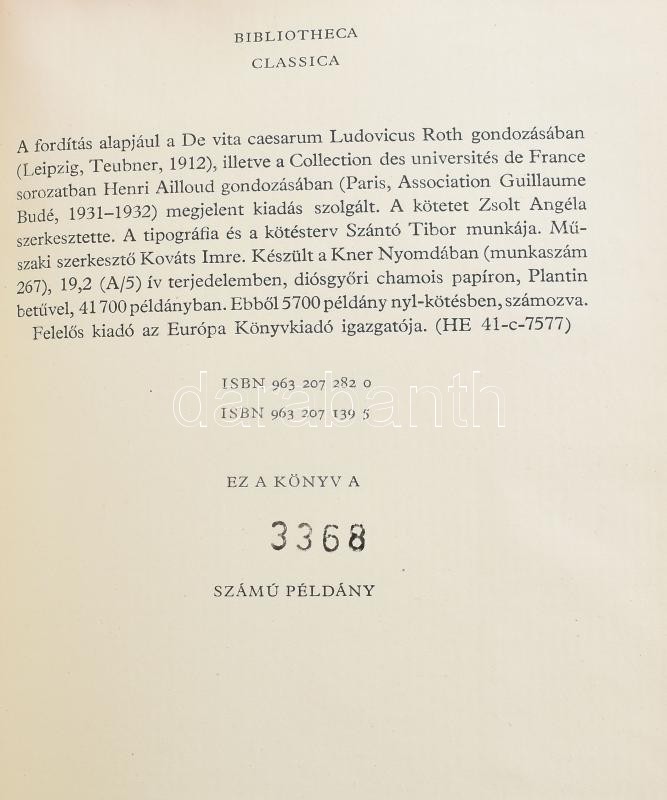 BIBLIOTHECA
CLASSICA
A fordítás alapjául a De vita caesarum Ludovicus Roth gondozásában
(Leipzig, Teubner, 1912), illetve a Collection des universités de France
sorozatban Henri Ailloud gondozásában (Paris, Association Guillaume
Budé, 1931–1932) megjelent kiadás szolgált. A kötetet Zsolt Angéla
szerkesztette. A tipográfia és a kötésterv Szántó Tibor munkája. Mű-
szaki szerkesztő Kováts Imre. Készült a Kner Nyomdában (munkaszám
267), 19,2 (A/5) ív terjedelemben, diósgyőri chamois papíron, Plantin
betűvel, 41 700 példányban. Ebből 5700 példány nyl-kötésben, számozva.
Felelős kiadó az Európa Könyvkiadó igazgatója. (HE 41-c-7577)
ISBN 963 207 282 0
darabanth
ISBN 963 207 139 5
EZ A KÖNYV A
3368
SZÁMÚ PÉLDÁNY